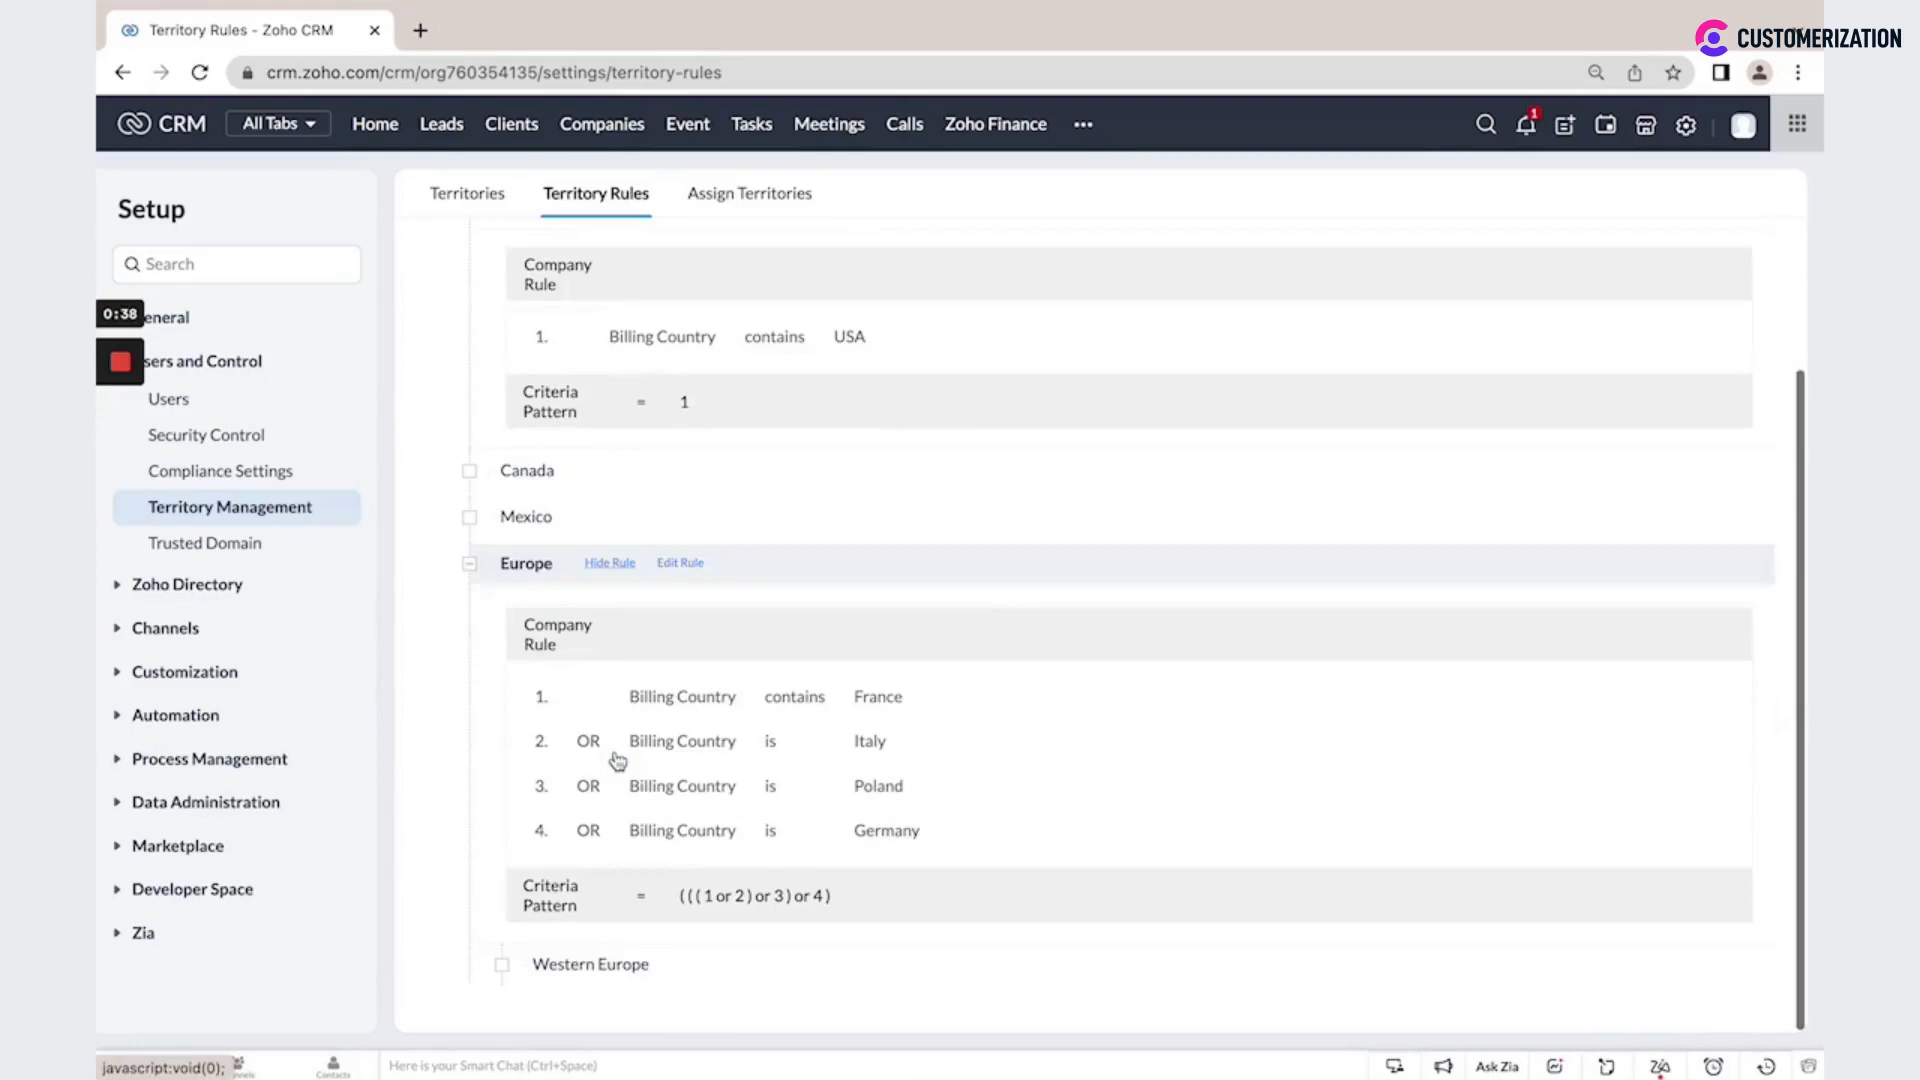 Territory Rules - Zoho CRM
CUSTOMERIZATION
crm.zoho.com/crm/org760354135/settings/territory-rules
CRM All Tabs Home Leads Clients Companies Event Tasks Meetings Calls Zoho Finance ••• 1
Setup
Search
0:38
eneral
sers and Control
Users
Security Control
Compliance Settings
Territory Management
Trusted Domain
Zoho Directory
Channels
Customization
Automation
Process Management
Data Administration
Marketplace
Developer Space
Zia
Territories Territory Rules Assign Territories
Company
Rule
1. Billing Country contains USA
Criteria
Pattern = 1
Canada
Mexico
Europe Hide Rule Edit Rule
Company
Rule
1. Billing Country contains France
2. OR Billing Country is Italy
3. OR Billing Country is Poland
4. OR Billing Country is Germany
Criteria
Pattern = ( ( ( 1 or 2 ) or 3 ) or 4 )
Western Europe
javascript:void(0);
Contacts
Here is your Smart Chat (Ctrl+Space)
Ask Zia